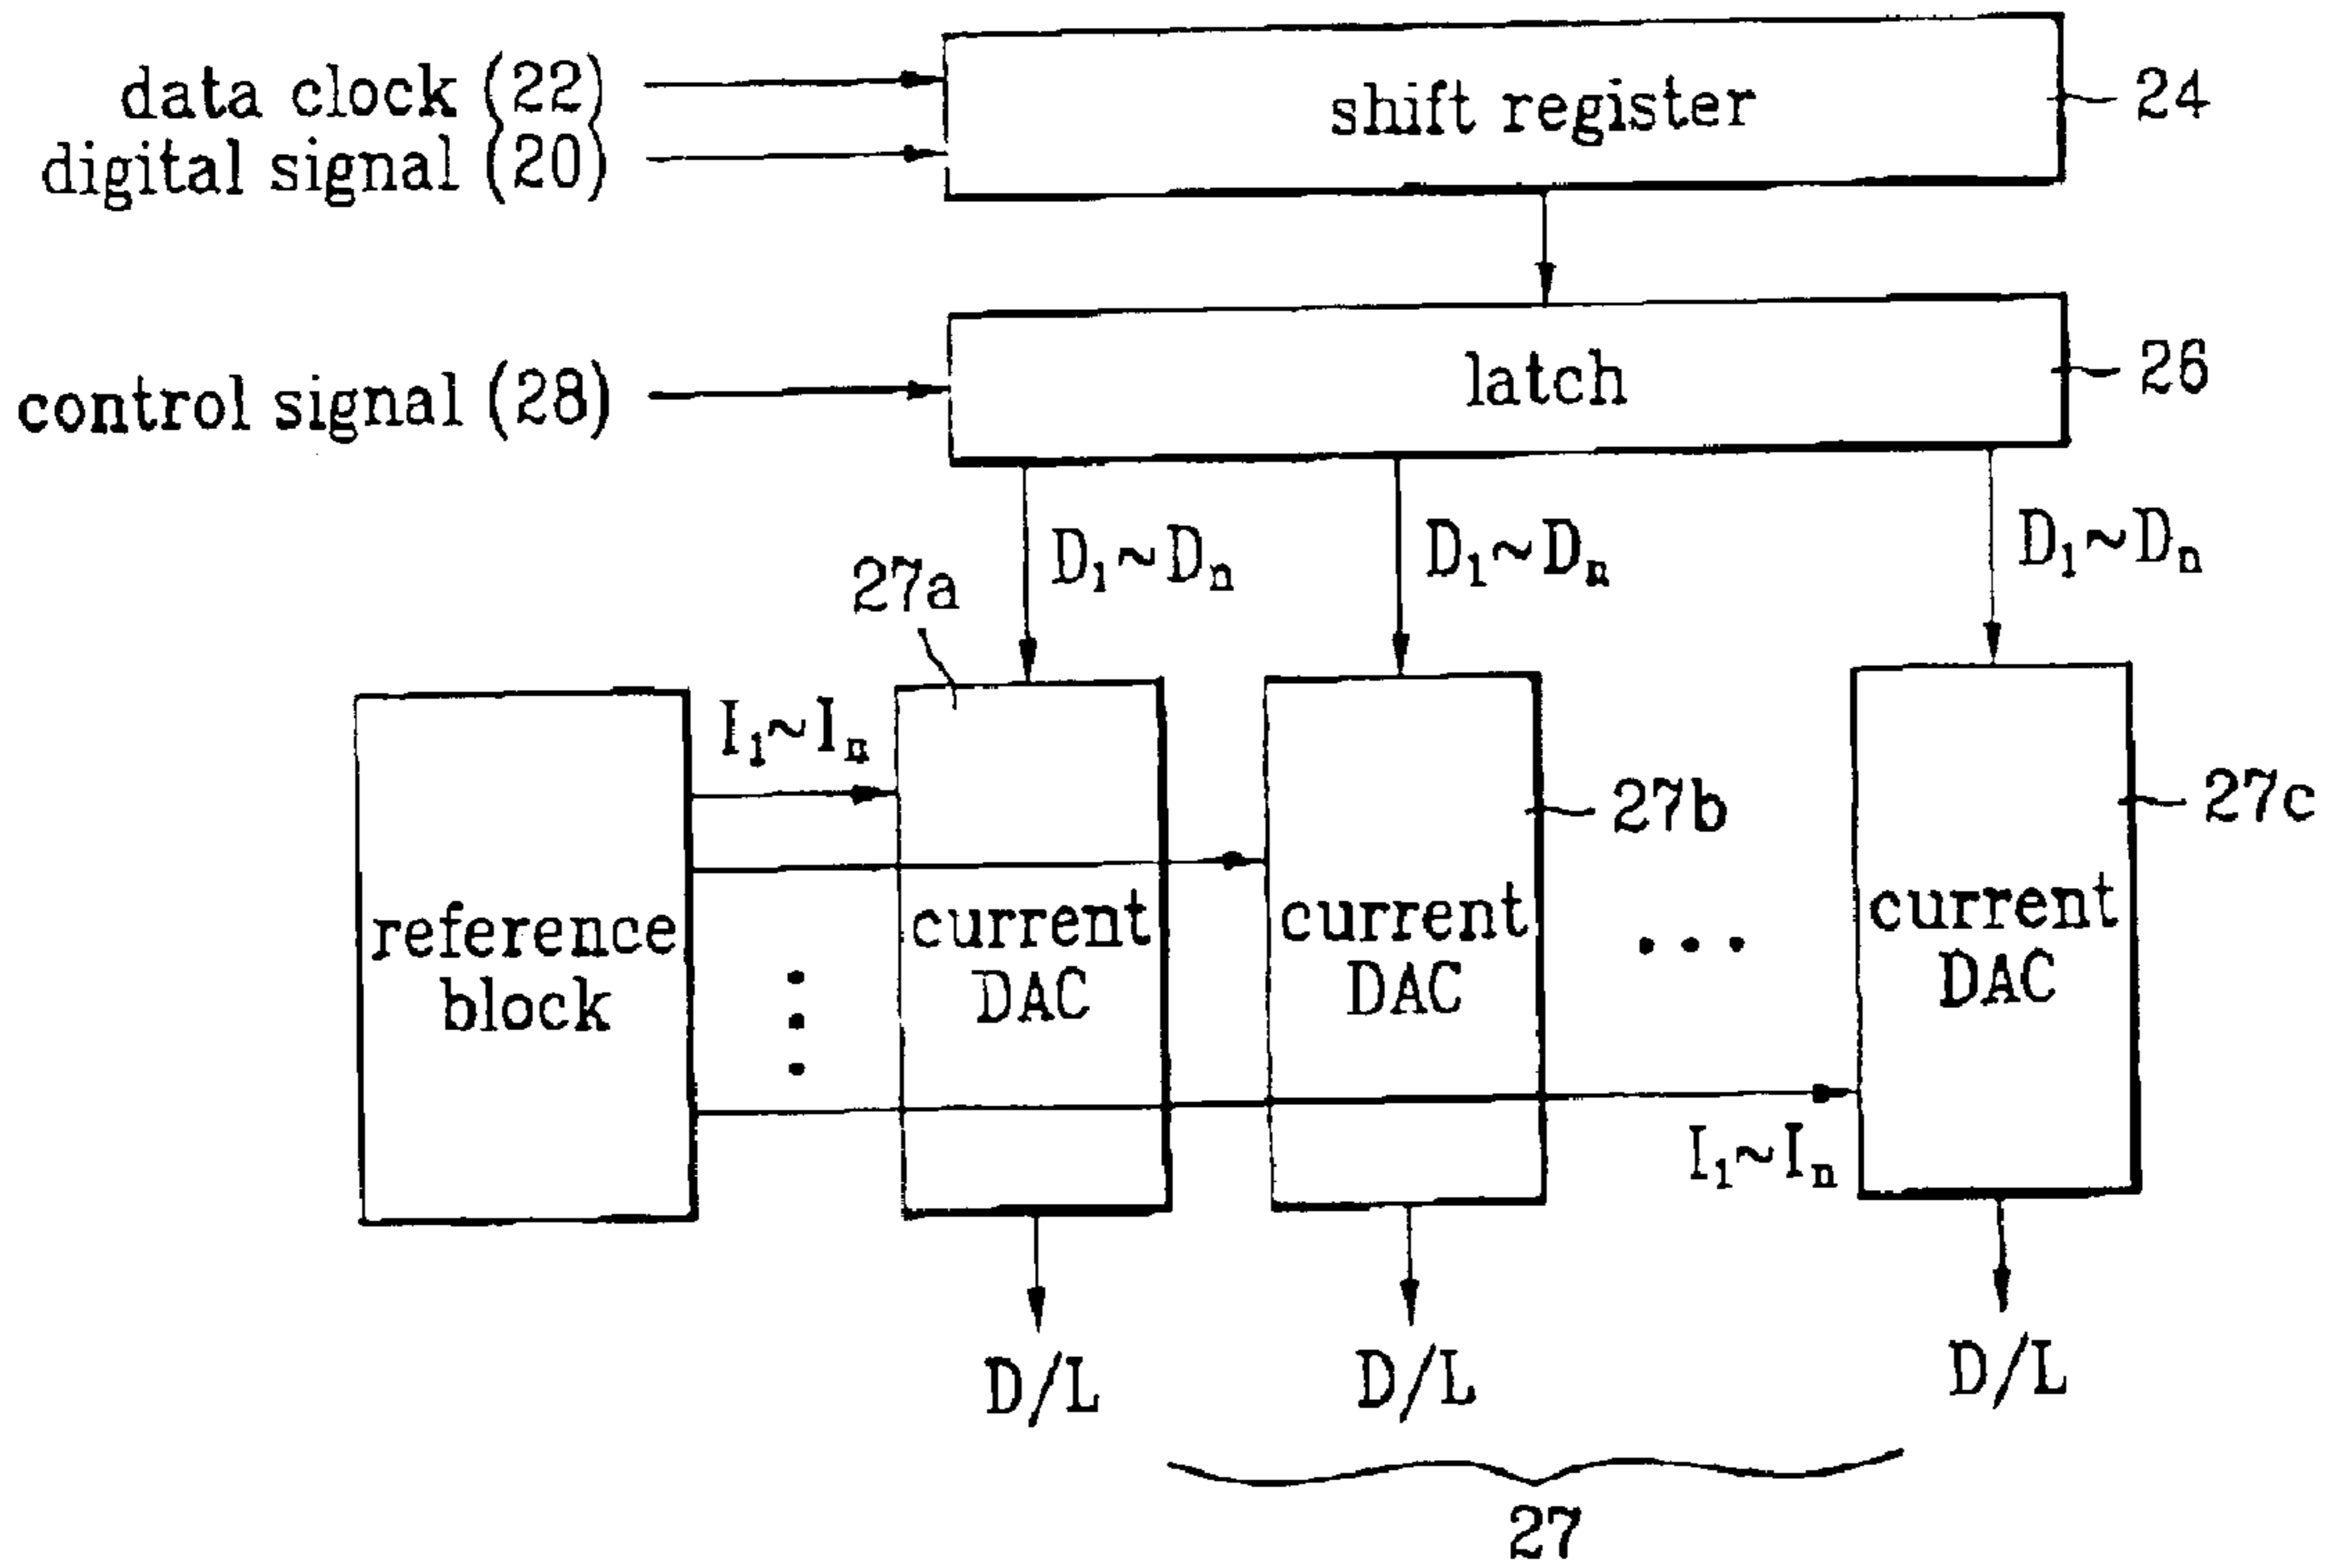 data clock (22)
digital signal (20)
shift register
24
control signal (28)
latch
26
D₁~Dₙ
D₁~Dₙ
D₁~Dₙ
27a
I₁~Iₙ
reference
block
current
DAC
current
DAC
27b
. . .
current
DAC
27c
I₁~Iₙ
D/L
D/L
D/L
27